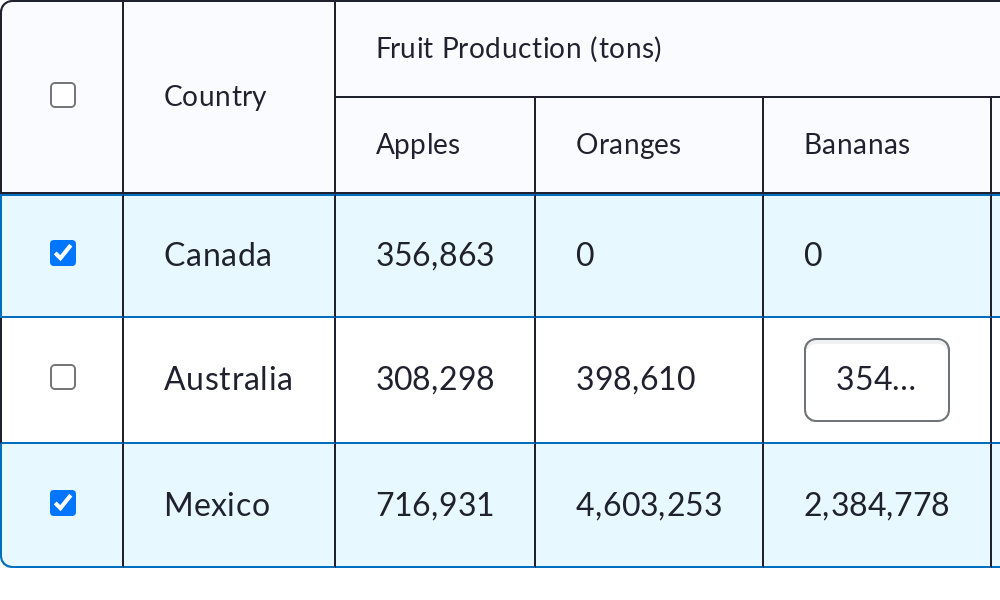 Fruit Production (tons)
Country
Apples Oranges Bananas
Canada 356,863 0 0
Australia 308,298 398,610 354...
Mexico 716,931 4,603,253 2,384,778